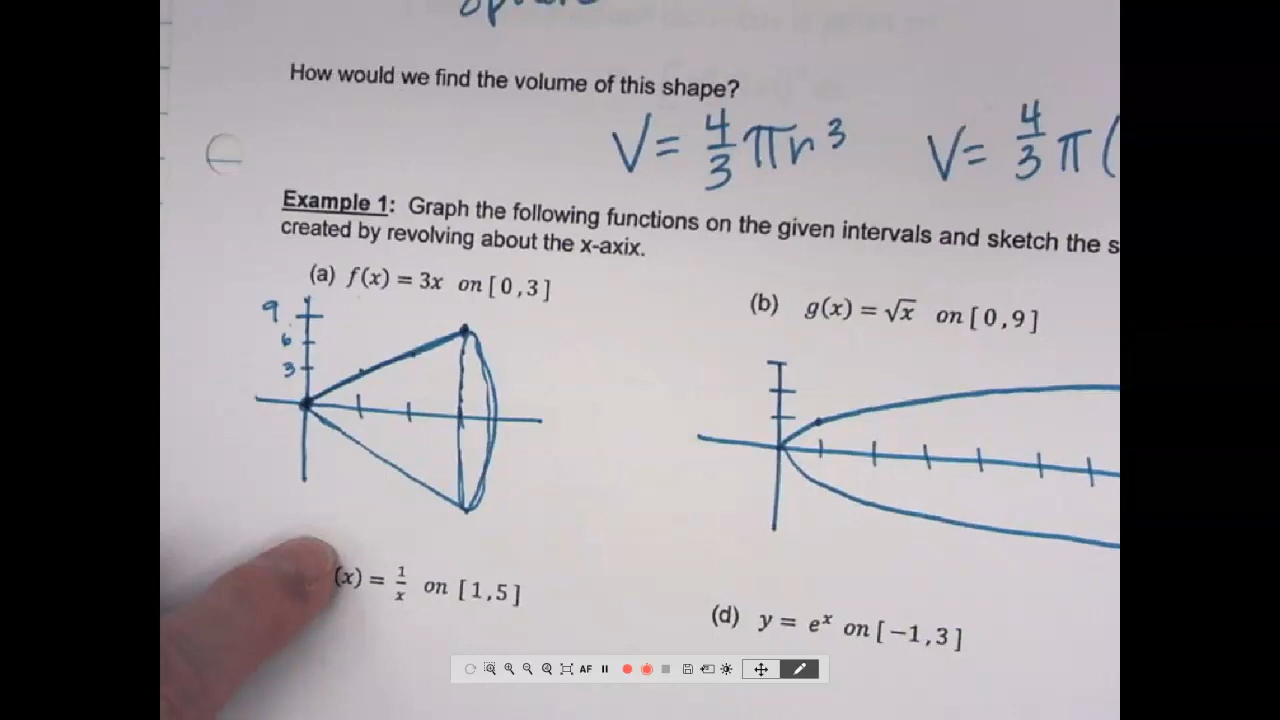 How would we find the volume of this shape?
V= 4/3 πr³ V= 4/3 π(
Example 1: Graph the following functions on the given intervals and sketch the s
created by revolving about the x-axix.
(a) f(x) = 3x on [0,3]
(b) g(x) = √x on [0,9]
9
6
3
(x) = 1/x on [1,5]
(d) y = eˣ on [−1,3]
AF